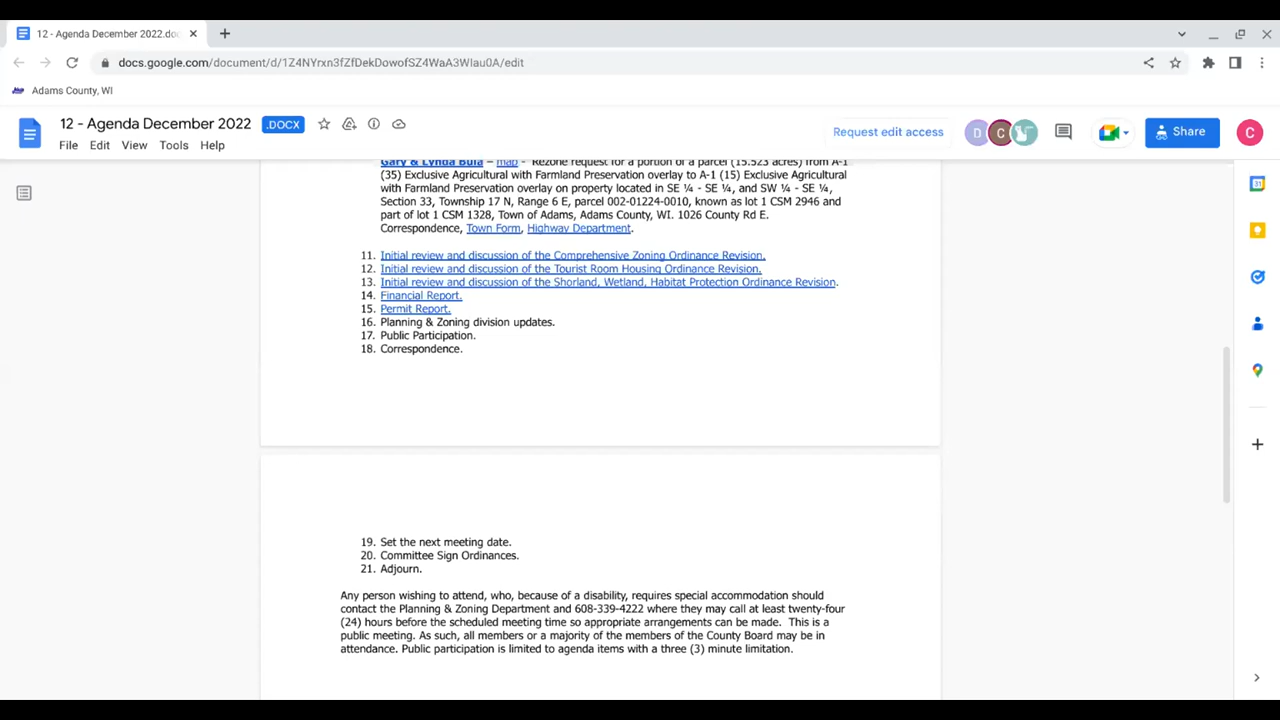 12 - Agenda December 2022.do
docs.google.com/document/d/1Z4NYrxn3fZfDekDowofSZ4WaA3WIau0A/edit
Adams County, WI
12 - Agenda December 2022 .DOCX
File Edit View Tools Help
Request edit access
D C
Share
C
Gary & Lynda Bula – map - Rezone request for a portion of a parcel (15.523 acres) from A-1
(35) Exclusive Agricultural with Farmland Preservation overlay to A-1 (15) Exclusive Agricultural
with Farmland Preservation overlay on property located in SE ¼ - SE ¼, and SW ¼ - SE ¼,
Section 33, Township 17 N, Range 6 E, parcel 002-01224-0010, known as lot 1 CSM 2946 and
part of lot 1 CSM 1328, Town of Adams, Adams County, WI. 1026 County Rd E.
Correspondence, Town Form, Highway Department.
11. Initial review and discussion of the Comprehensive Zoning Ordinance Revision.
12. Initial review and discussion of the Tourist Room Housing Ordinance Revision.
13. Initial review and discussion of the Shorland, Wetland, Habitat Protection Ordinance Revision.
14. Financial Report.
15. Permit Report.
16. Planning & Zoning division updates.
17. Public Participation.
18. Correspondence.
19. Set the next meeting date.
20. Committee Sign Ordinances.
21. Adjourn.
Any person wishing to attend, who, because of a disability, requires special accommodation should
contact the Planning & Zoning Department and 608-339-4222 where they may call at least twenty-four
(24) hours before the scheduled meeting time so appropriate arrangements can be made.  This is a
public meeting. As such, all members or a majority of the members of the County Board may be in
attendance. Public participation is limited to agenda items with a three (3) minute limitation.